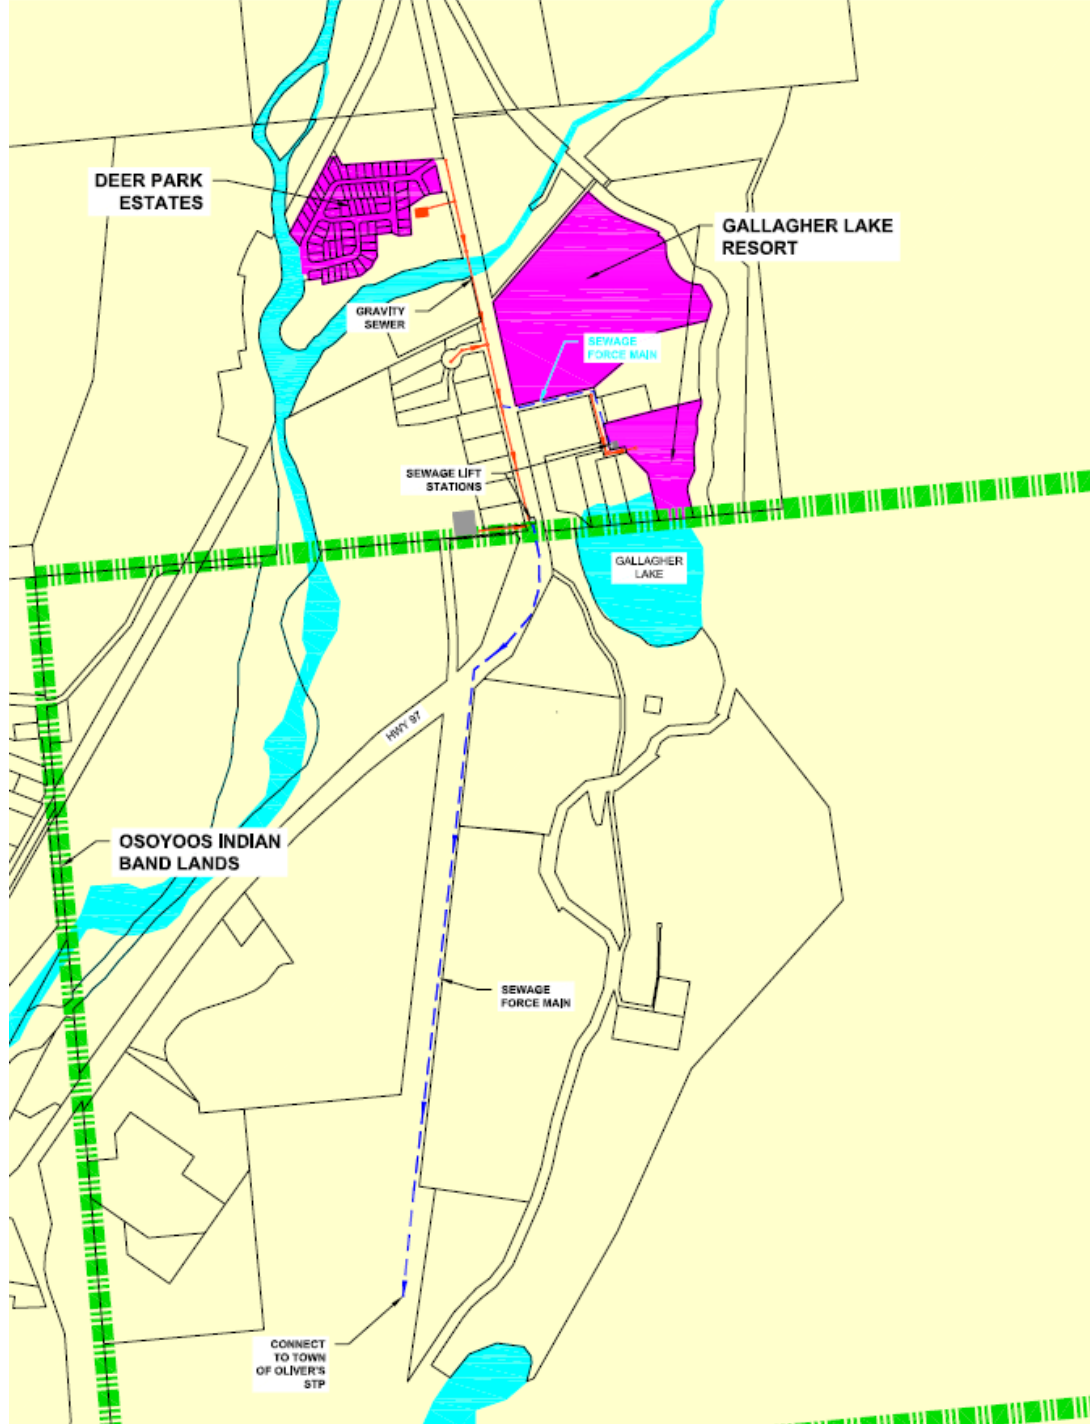 DEER PARK
ESTATES
GALLAGHER LAKE
RESORT
GRAVITY
SEWER
SEWAGE
FORCE MAIN
SEWAGE LIFT
STATIONS
GALLAGHER
LAKE
HWY 97
OSOYOOS INDIAN
BAND LANDS
SEWAGE
FORCE MAIN
CONNECT
TO TOWN
OF OLIVER'S
STP